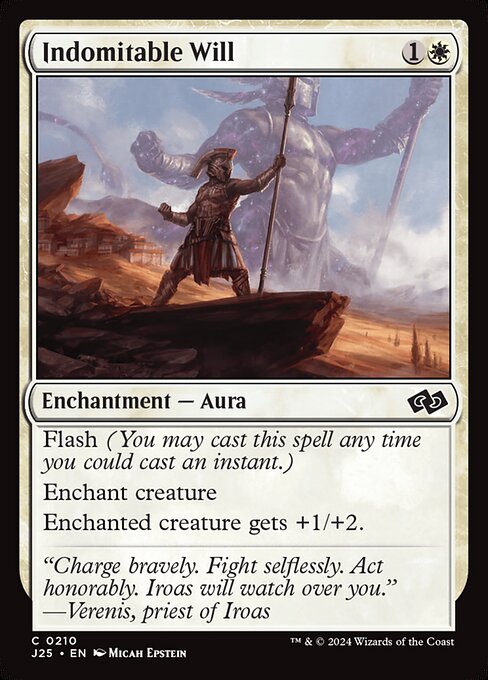 Indomitable Will 1
Enchantment — Aura
Flash (You may cast this spell any time
you could cast an instant.)
Enchant creature
Enchanted creature gets +1/+2.
“Charge bravely. Fight selflessly. Act
honorably. Iroas will watch over you.”
—Verenis, priest of Iroas
C 0210
J25 • EN Micah Epstein
™ & © 2024 Wizards of the Coast